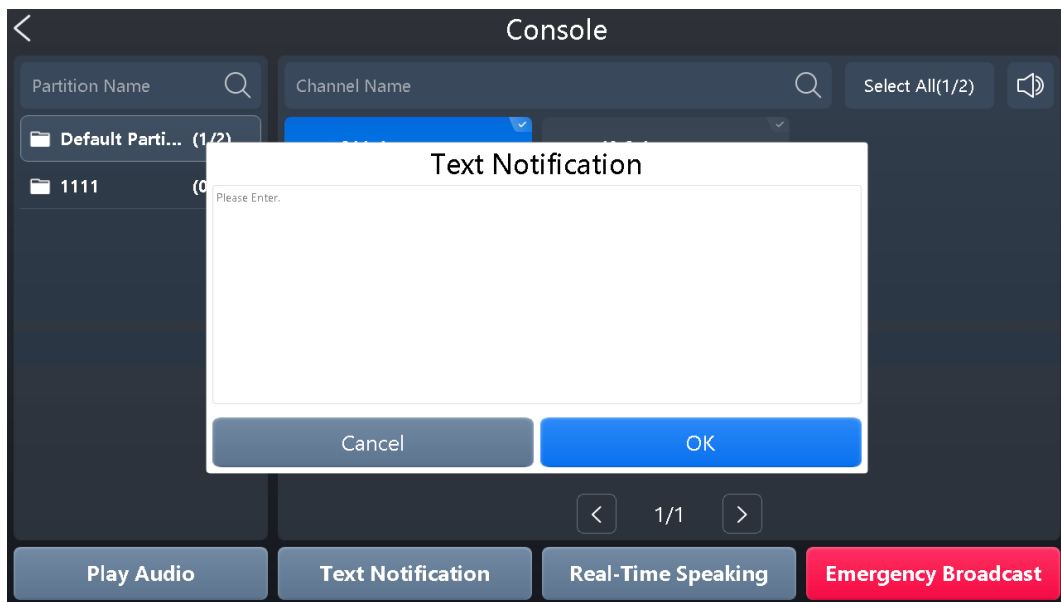 Console
Partition Name
Channel Name
Select All(1/2)
Default Parti... (1/2)
1111
Text Notification
Please Enter.
Cancel
OK
1/1
Play Audio
Text Notification
Real-Time Speaking
Emergency Broadcast